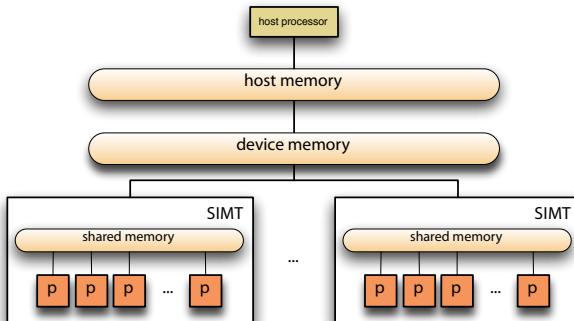 host processor
host memory
device memory
SIMT
shared memory
p p p ... p
...
SIMT
shared memory
p p p ... p